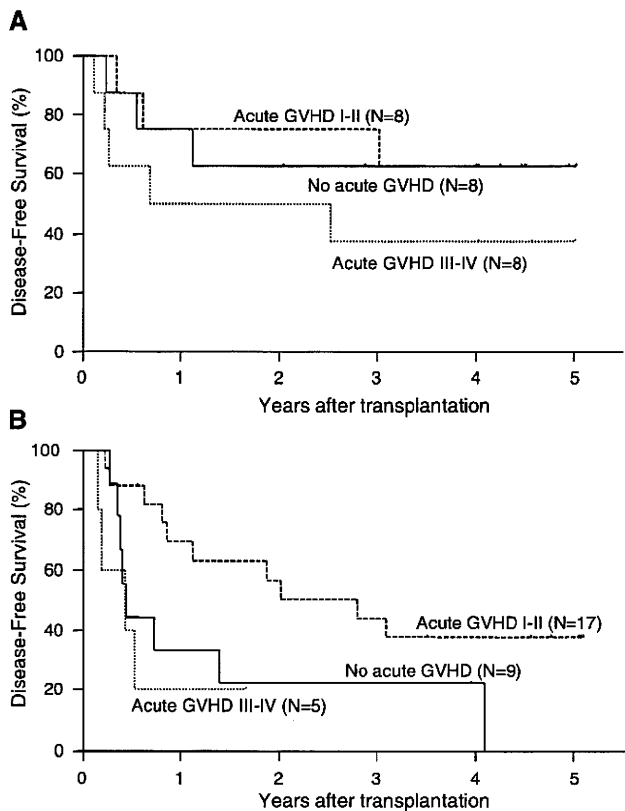 A
Disease-Free Survival (%)
100
80
60
40
20
0
Acute GVHD I-II (N=8)
No acute GVHD (N=8)
Acute GVHD III-IV (N=8)
0 1 2 3 4 5
Years after transplantation
B
Disease-Free Survival (%)
100
80
60
40
20
0
Acute GVHD I-II (N=17)
No acute GVHD (N=9)
Acute GVHD III-IV (N=5)
0 1 2 3 4 5
Years after transplantation